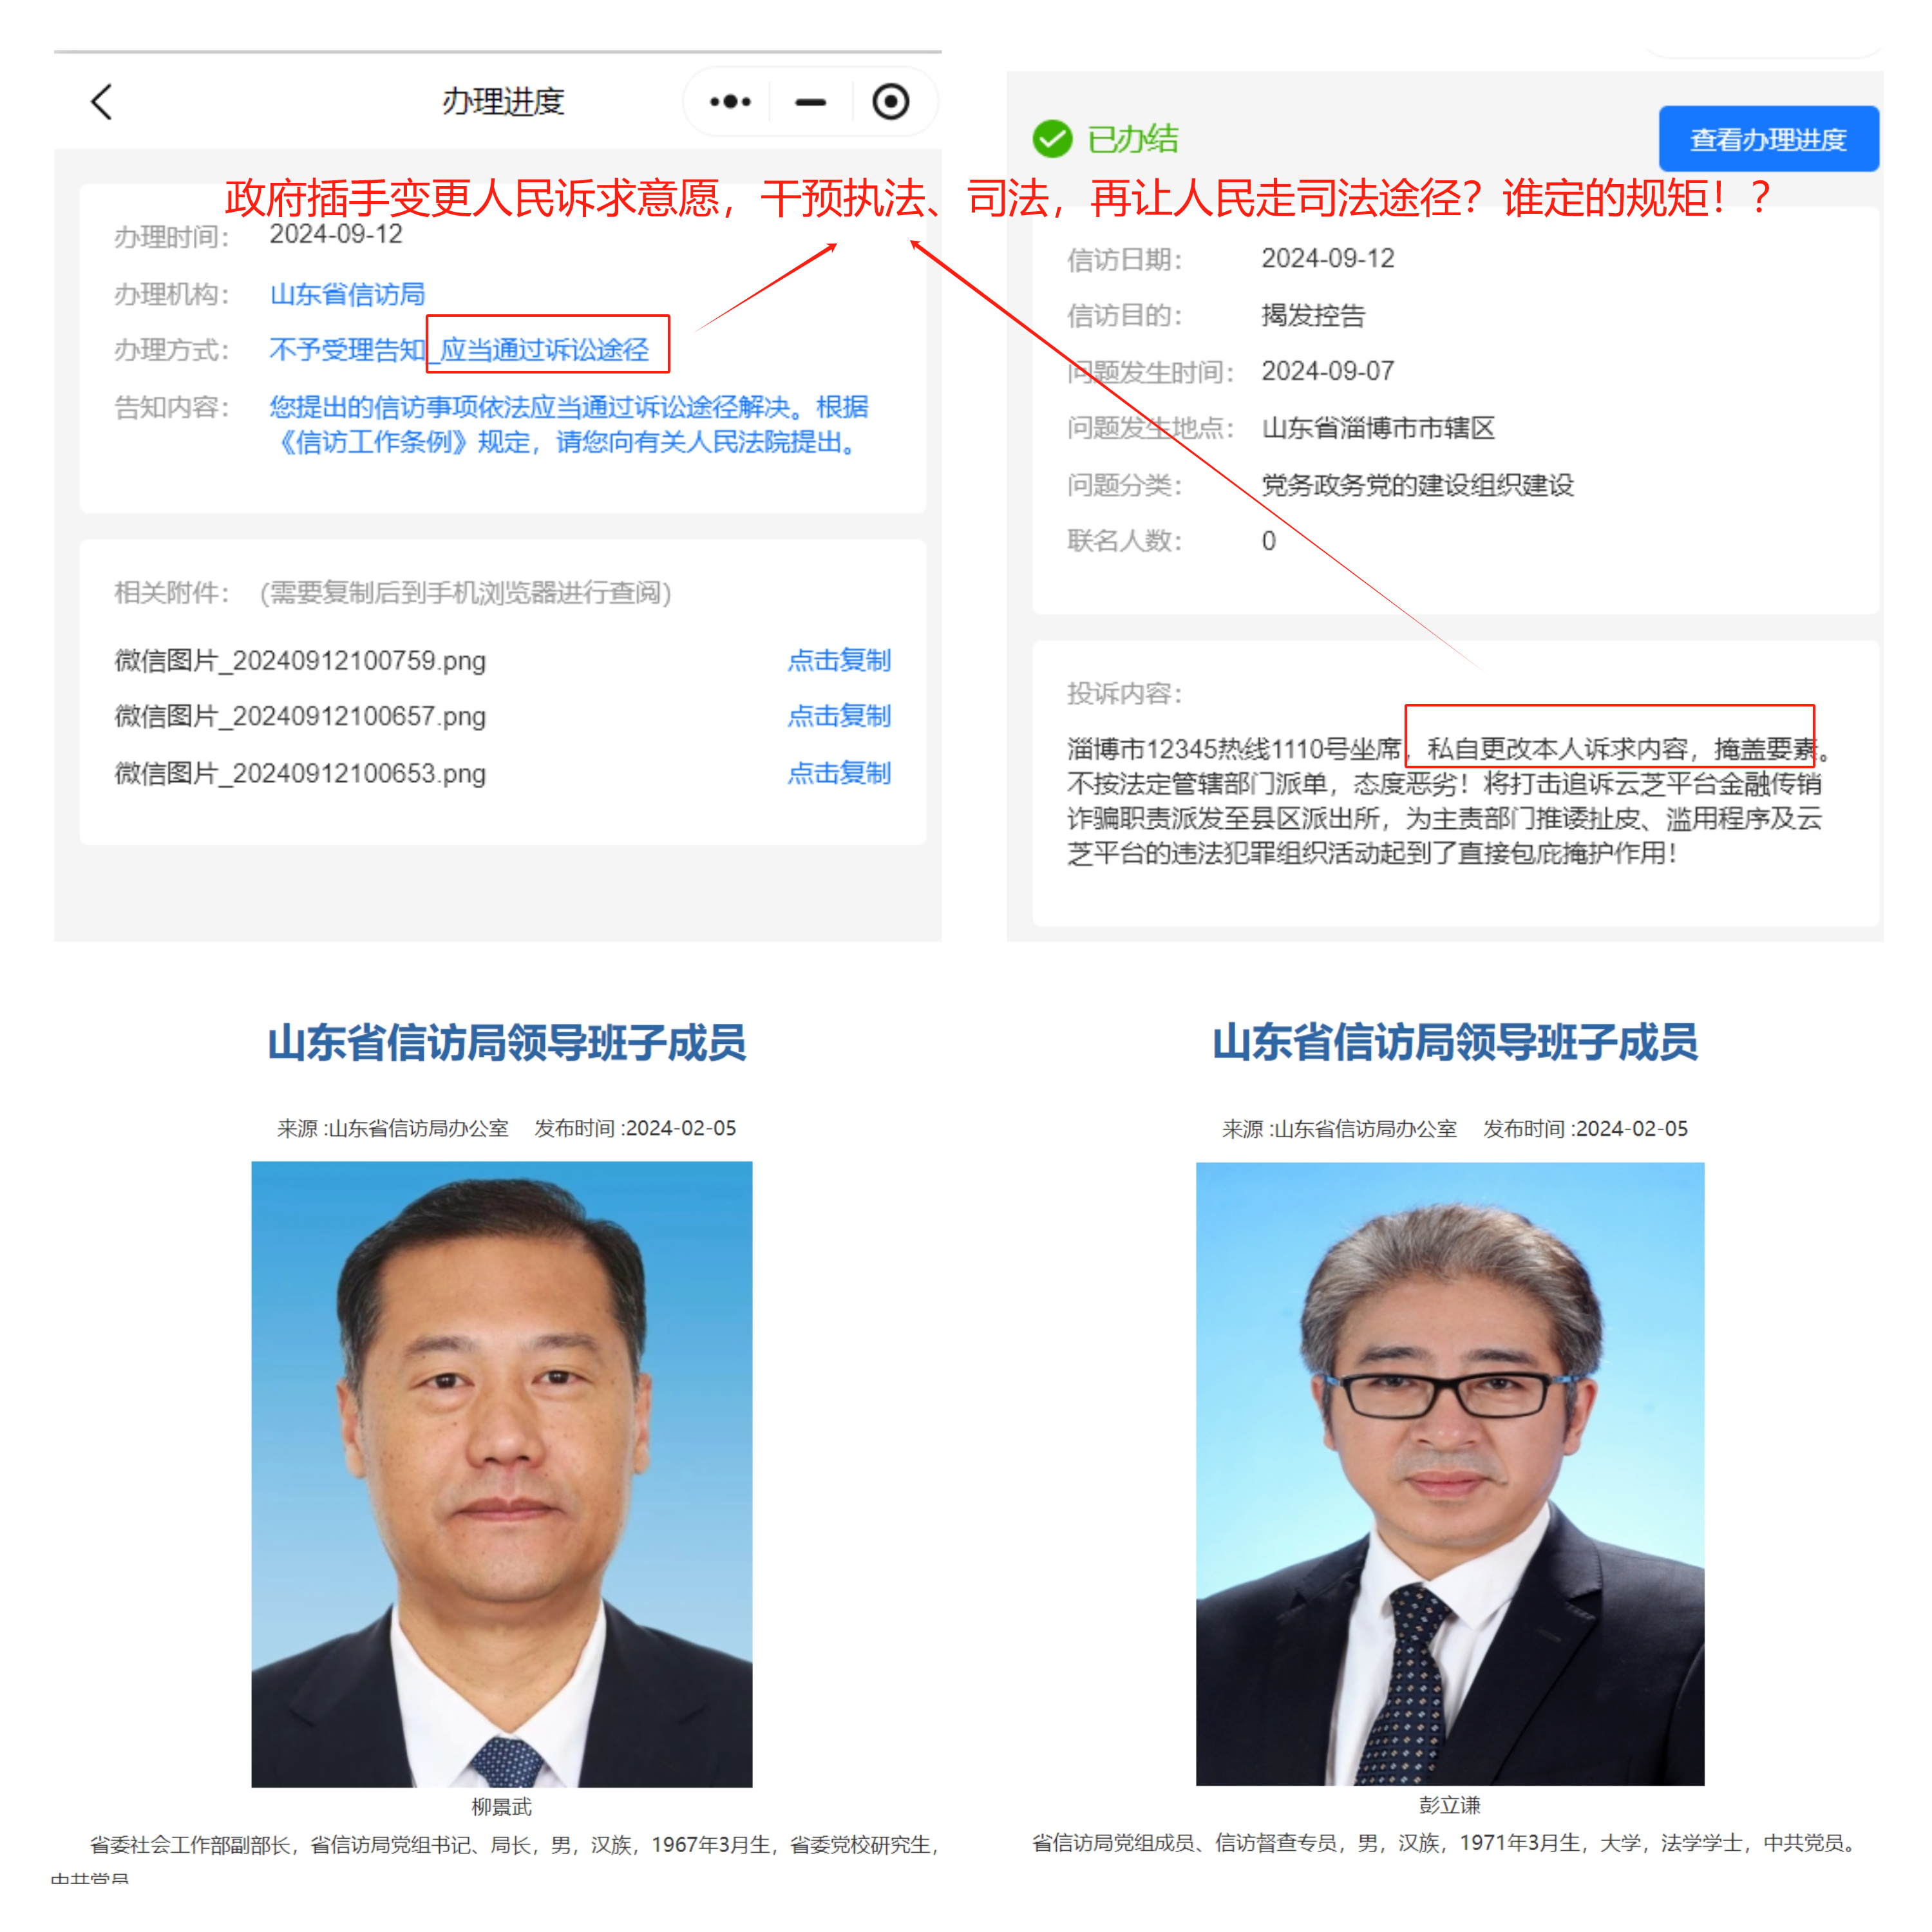 办理进度
政府插手变更人民诉求意愿，干预执法、司法，再让人民走司法途径？谁定的规矩！？
办理时间： 2024-09-12
办理机构： 山东省信访局
办理方式： 不予受理告知_应当通过诉讼途径
告知内容： 您提出的信访事项依法应当通过诉讼途径解决。根据
《信访工作条例》规定，请您向有关人民法院提出。
相关附件： (需要复制后到手机浏览器进行查阅)
微信图片_20240912100759.png 点击复制
微信图片_20240912100657.png 点击复制
微信图片_20240912100653.png 点击复制
已办结 查看办理进度
信访日期： 2024-09-12
信访目的： 揭发控告
问题发生时间： 2024-09-07
问题发生地点： 山东省淄博市市辖区
问题分类： 党务政务党的建设组织建设
联名人数： 0
投诉内容：
淄博市12345热线1110号坐席，私自更改本人诉求内容，掩盖要素。
不按法定管辖部门派单，态度恶劣！将打击追诉云芝平台金融传销
诈骗职责派发至县区派出所，为主责部门推诿扯皮、滥用程序及云
芝平台的违法犯罪组织活动起到了直接包庇掩护作用！
山东省信访局领导班子成员
来源 :山东省信访局办公室 发布时间 :2024-02-05
柳景武
省委社会工作部副部长，省信访局党组书记、局长，男，汉族，1967年3月生，省委党校研究生，
中共党员
山东省信访局领导班子成员
来源 :山东省信访局办公室 发布时间 :2024-02-05
彭立谦
省信访局党组成员、信访督查专员，男，汉族，1971年3月生，大学，法学学士，中共党员。